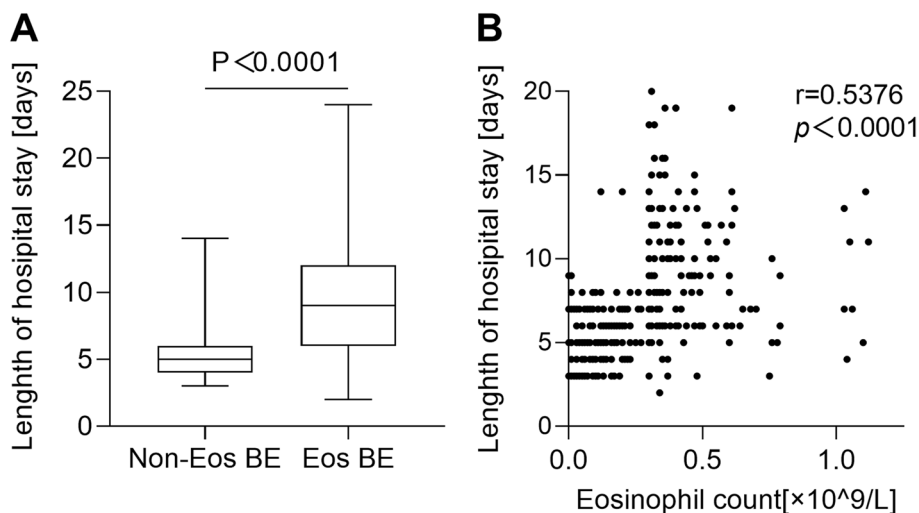 A
P<0.0001
Lenghth of hosipital stay [days]
25
20
15
10
5
0
Non-Eos BE
Eos BE
B
r=0.5376
p<0.0001
Lenghth of hosipital stay [days]
20
15
10
5
0
0.0
0.5
1.0
Eosinophil count[×10^9/L]